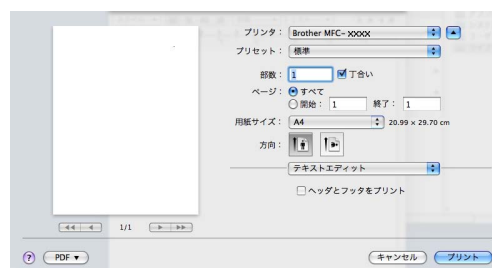 プリンタ： Brother MFC- XXXX
プリセット： 標準
部数： 1 丁合い
ページ： すべて
開始： 1 終了： 1
用紙サイズ： A4 20.99 x 29.70 cm
方向：
テキストエディット
ヘッダとフッタをプリント
1/1
? PDF▼ キャンセル プリント